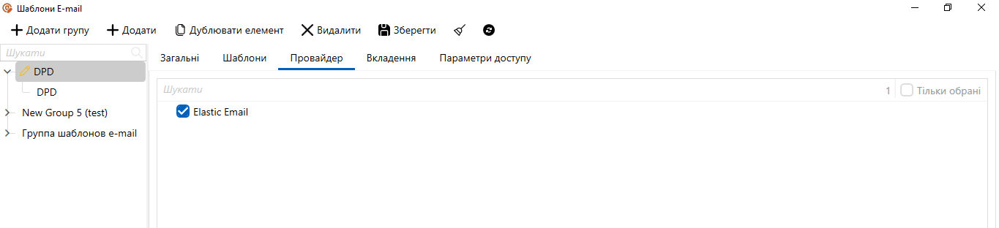 Шаблони E-mail
Додати групу Додати Дублювати елемент Видалити Зберегти
Шукати
Загальні Шаблони Провайдер Вкладення Параметри доступу
DPD
DPD
New Group 5 (test)
Группа шаблонов e-mail
Шукати 1 Тільки обрані
Elastic Email